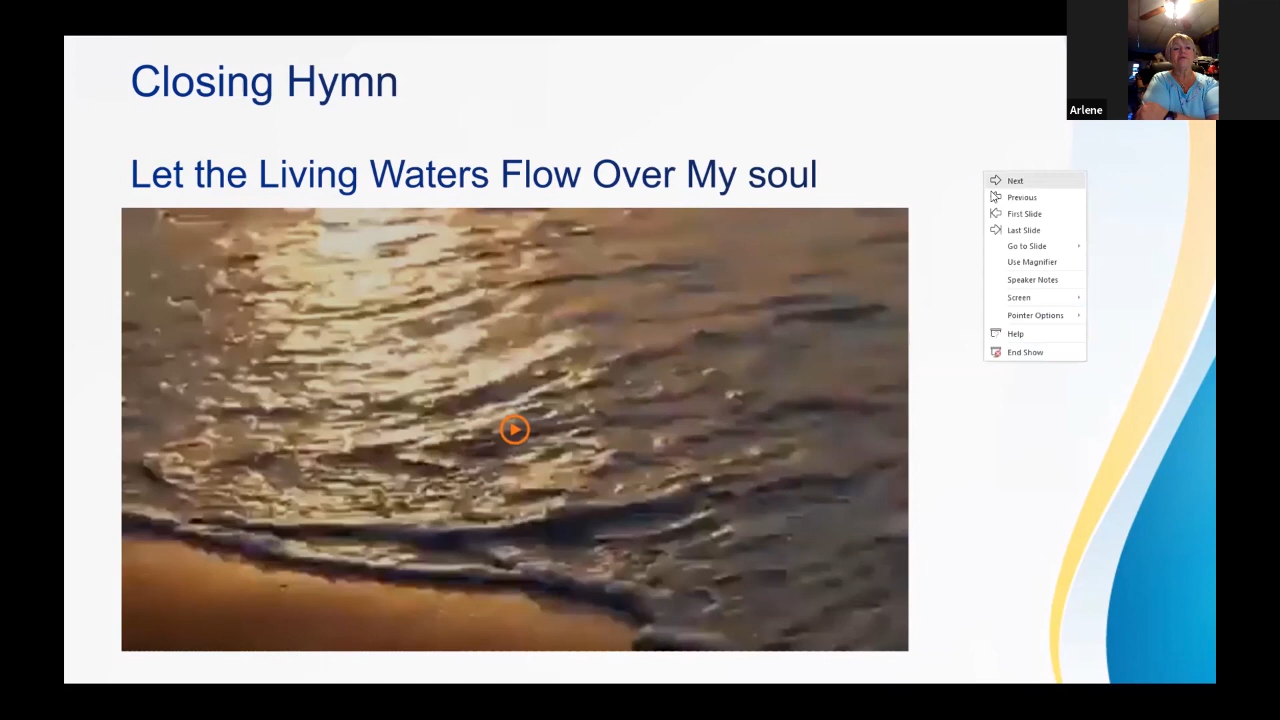 Closing Hymn
Let the Living Waters Flow Over My soul
Arlene
Next
Previous
First Slide
Last Slide
Go to Slide
Use Magnifier
Speaker Notes
Screen
Pointer Options
Help
End Show